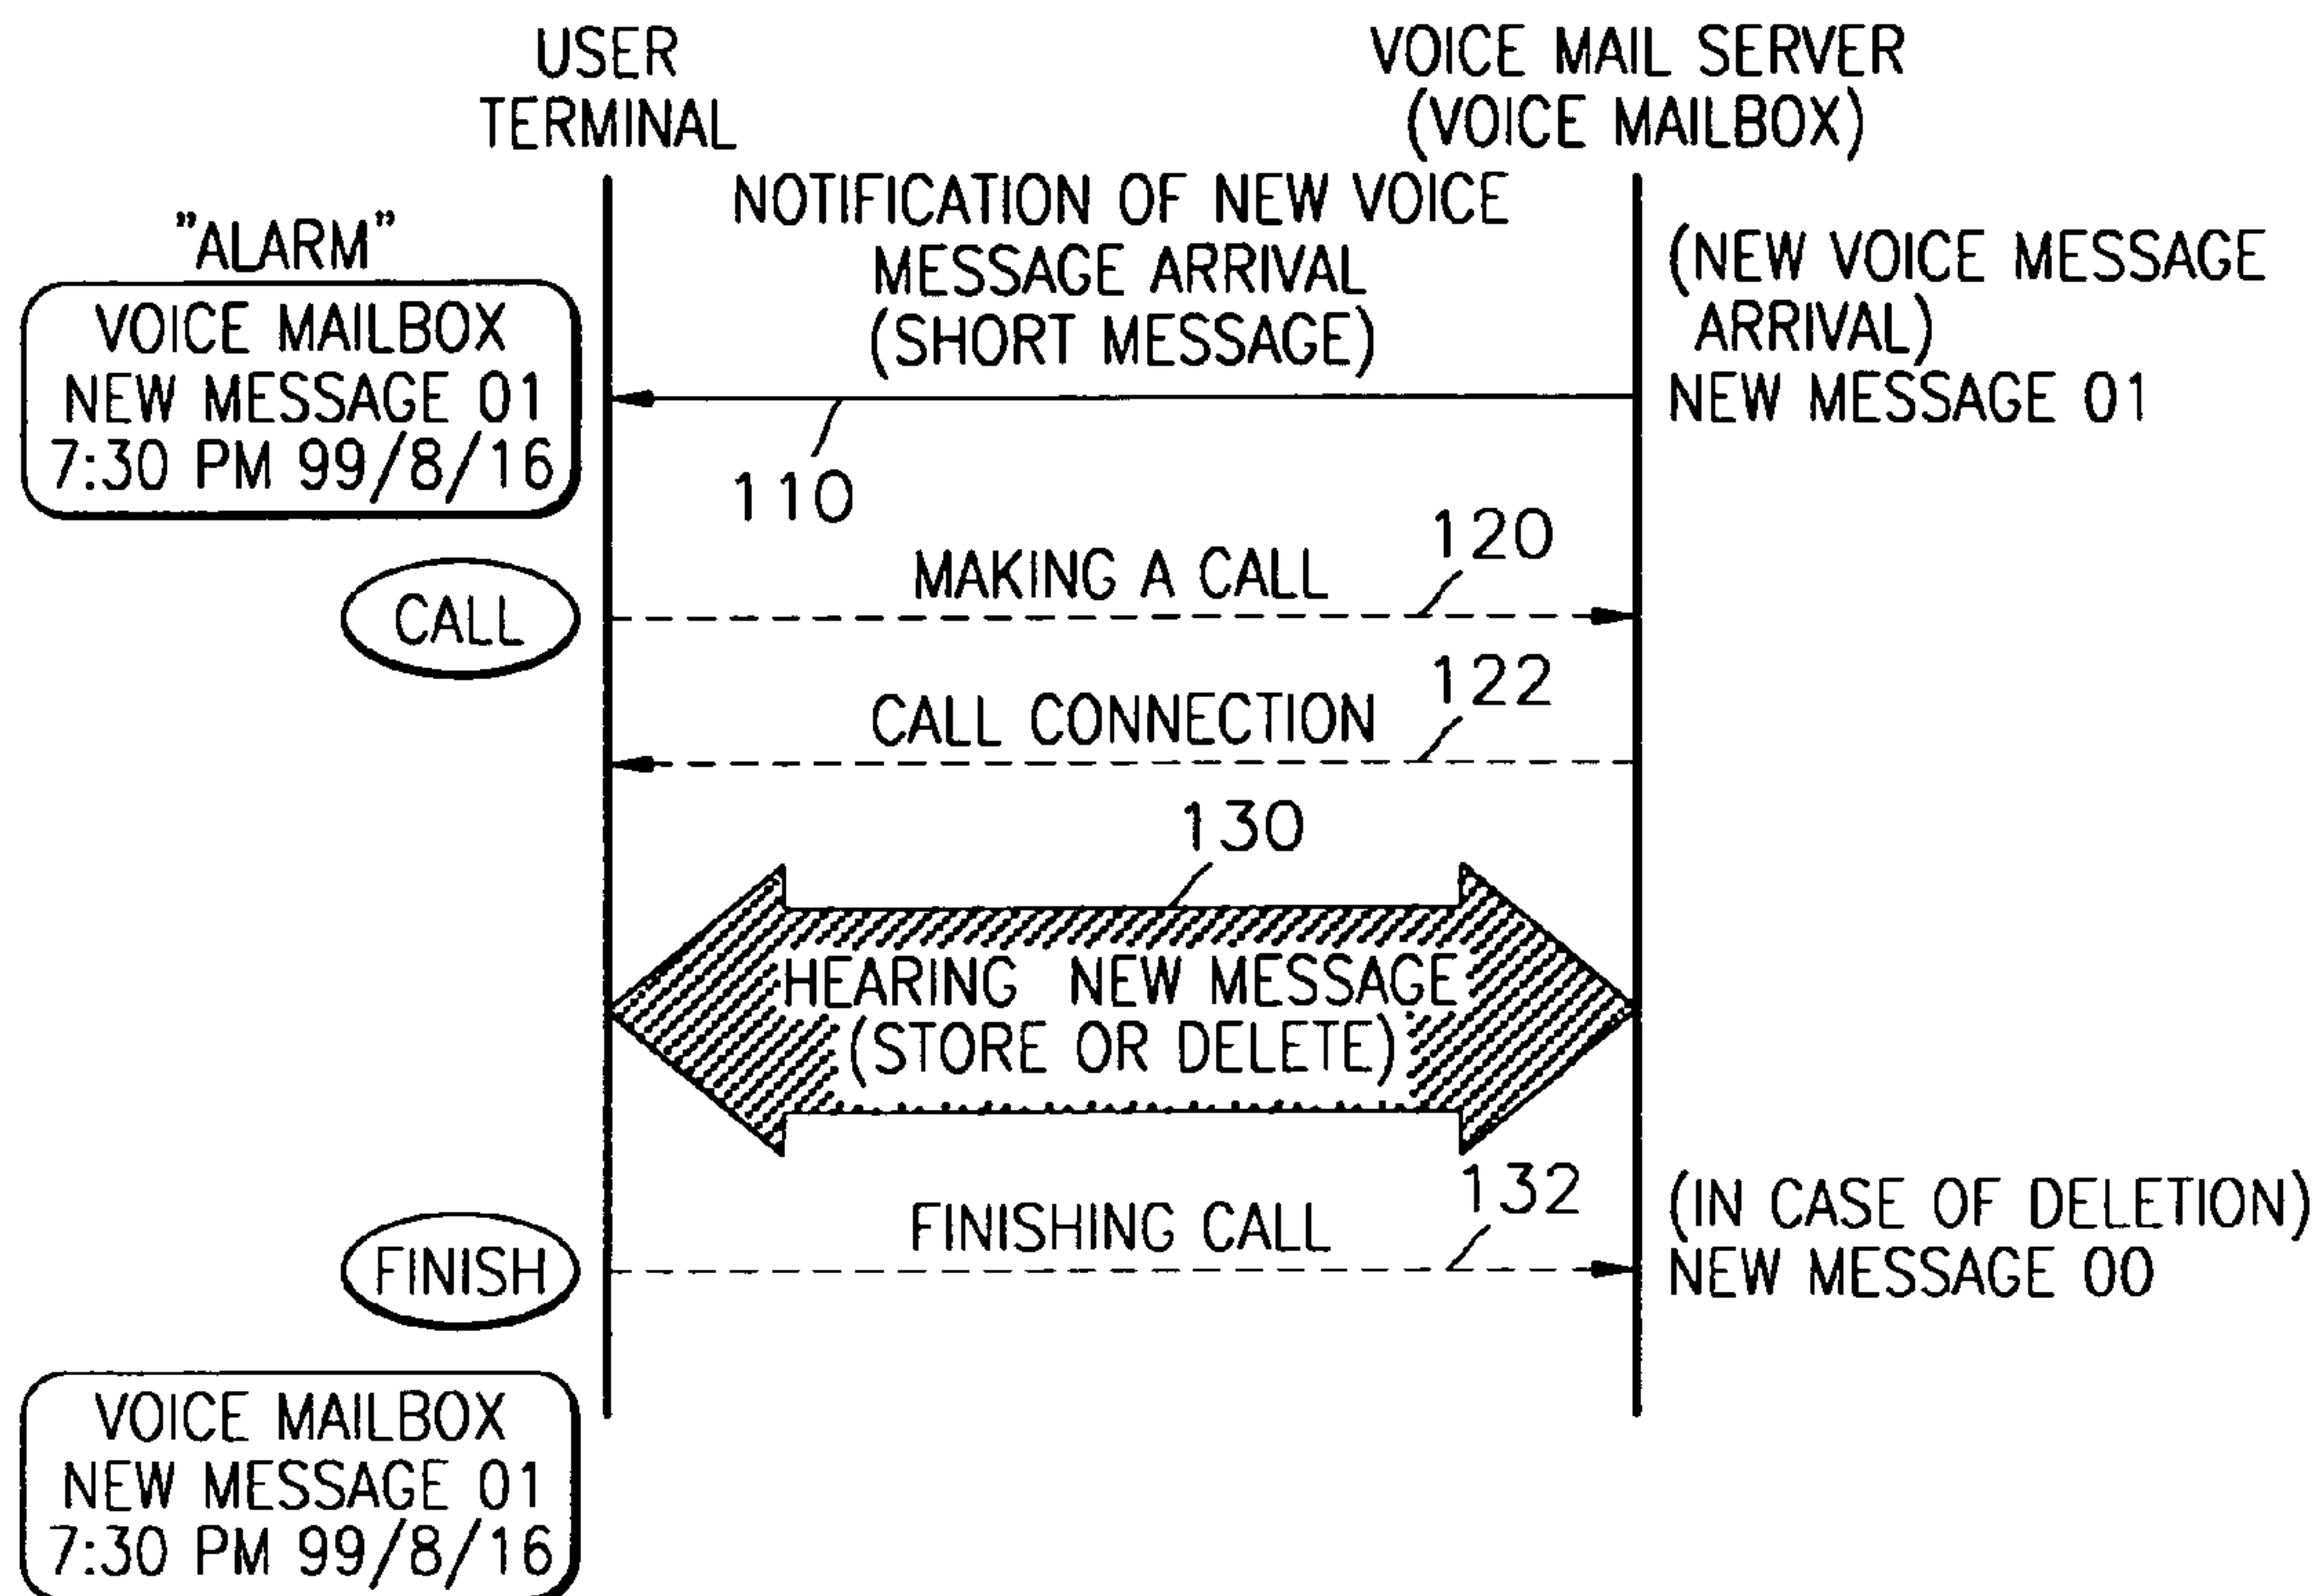 USER
TERMINAL
VOICE MAIL SERVER
(VOICE MAILBOX)
NOTIFICATION OF NEW VOICE
MESSAGE ARRIVAL
(SHORT MESSAGE)
"ALARM"
VOICE MAILBOX
NEW MESSAGE 01
7:30 PM 99/8/16
(NEW VOICE MESSAGE
ARRIVAL)
NEW MESSAGE 01
110
CALL
MAKING A CALL
120
CALL CONNECTION
122
130
HEARING NEW MESSAGE
(STORE OR DELETE)
FINISH
FINISHING CALL
132
(IN CASE OF DELETION)
NEW MESSAGE 00
VOICE MAILBOX
NEW MESSAGE 01
7:30 PM 99/8/16